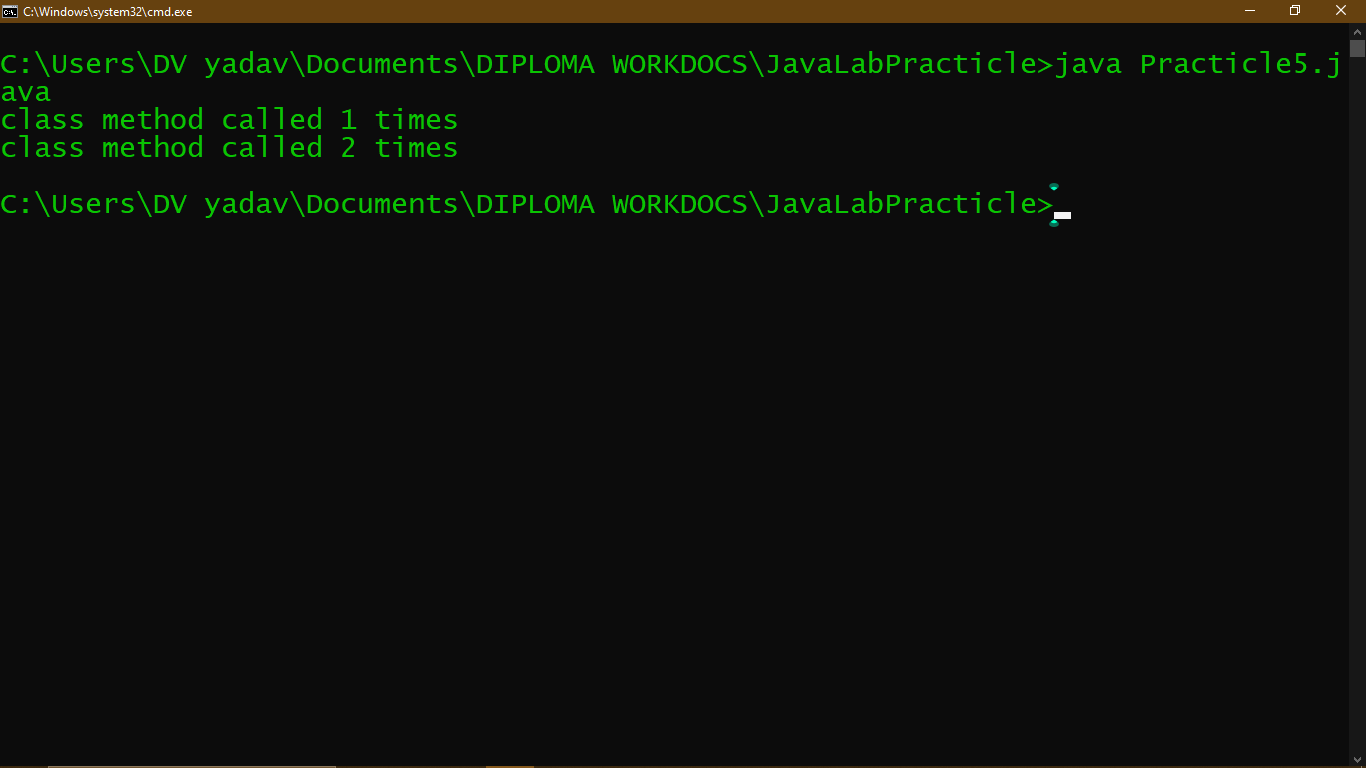 C:\Windows\system32\cmd.exe
C:\Users\DV yadav\Documents\DIPLOMA WORKDOCS\JavaLabPracticle>java Practicle5.j
ava
class method called 1 times
class method called 2 times
C:\Users\DV yadav\Documents\DIPLOMA WORKDOCS\JavaLabPracticle>